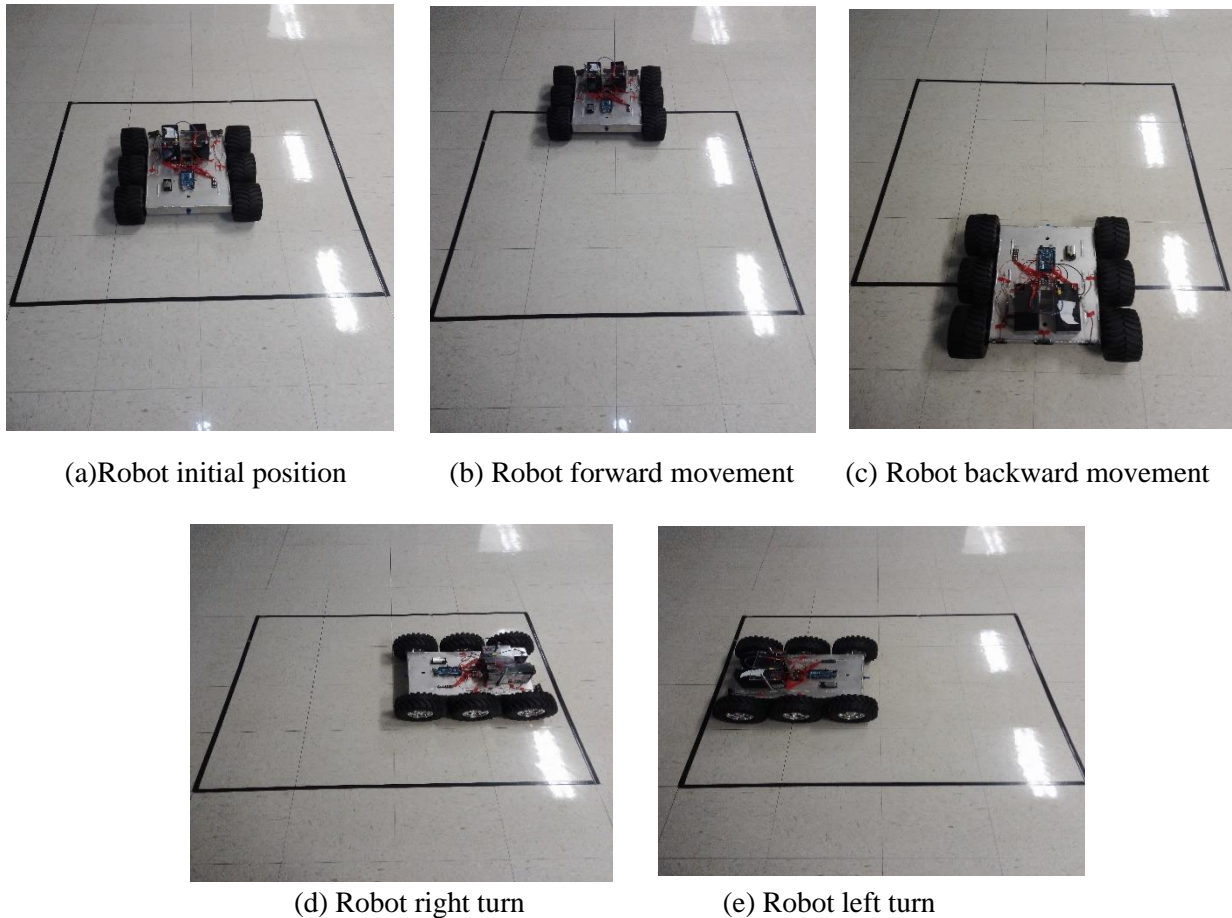 (a)Robot initial position
(b) Robot forward movement
(c) Robot backward movement
(d) Robot right turn
(e) Robot left turn